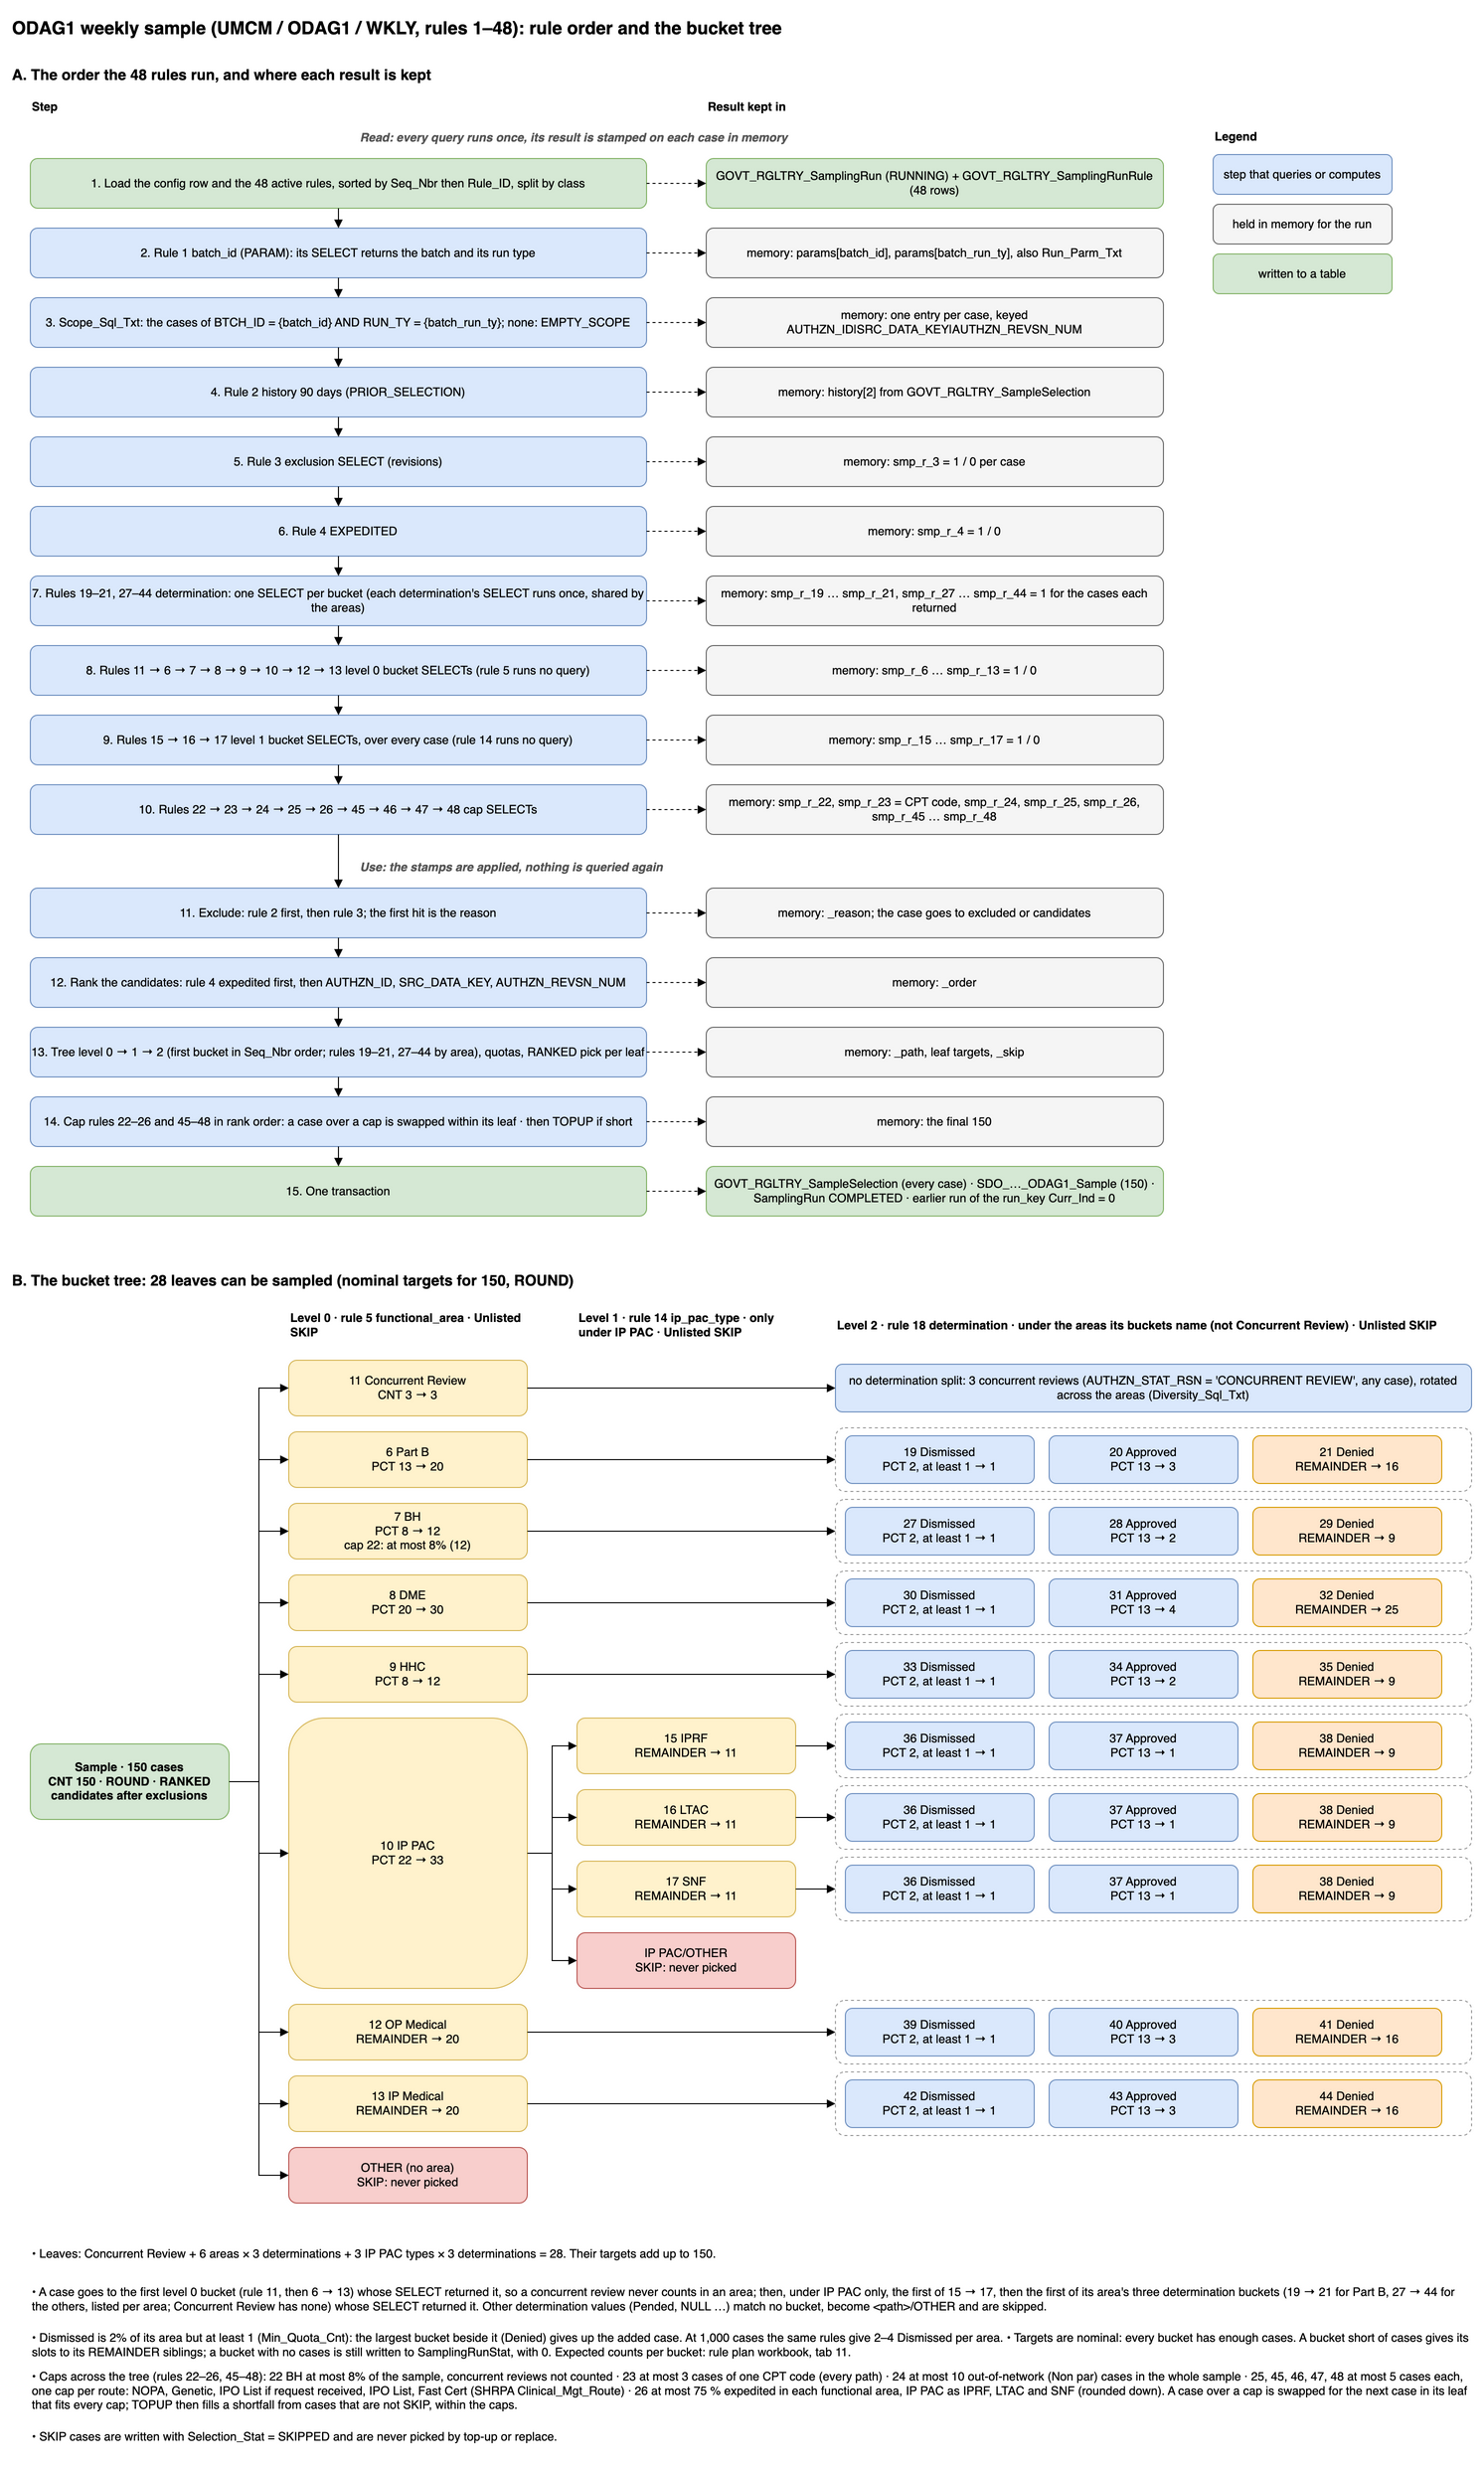 ODAG1 weekly sample (UMCM / ODAG1 / WKLY, rules 1–48): rule order and the bucket tree
A. The order the 48 rules run, and where each result is kept
Step
Result kept in
Read: every query runs once, its result is stamped on each case in memory
Legend
1. Load the config row and the 48 active rules, sorted by Seq_Nbr then Rule_ID, split by class
GOVT_RGLTRY_SamplingRun (RUNNING) + GOVT_RGLTRY_SamplingRunRule
(48 rows)
step that queries or computes
held in memory for the run
written to a table
2. Rule 1 batch_id (PARAM): its SELECT returns the batch and its run type
memory: params[batch_id], params[batch_run_ty], also Run_Parm_Txt
3. Scope_Sql_Txt: the cases of BTCH_ID = {batch_id} AND RUN_TY = {batch_run_ty}; none: EMPTY_SCOPE
memory: one entry per case, keyed
AUTHZN_ID|SRC_DATA_KEY|AUTHZN_REVSN_NUM
4. Rule 2 history 90 days (PRIOR_SELECTION)
memory: history[2] from GOVT_RGLTRY_SampleSelection
5. Rule 3 exclusion SELECT (revisions)
memory: smp_r_3 = 1 / 0 per case
6. Rule 4 EXPEDITED
memory: smp_r_4 = 1 / 0
7. Rules 19–21, 27–44 determination: one SELECT per bucket (each determination's SELECT runs once, shared by
the areas)
memory: smp_r_19 … smp_r_21, smp_r_27 … smp_r_44 = 1 for the cases each
returned
8. Rules 11 → 6 → 7 → 8 → 9 → 10 → 12 → 13 level 0 bucket SELECTs (rule 5 runs no query)
memory: smp_r_6 … smp_r_13 = 1 / 0
9. Rules 15 → 16 → 17 level 1 bucket SELECTs, over every case (rule 14 runs no query)
memory: smp_r_15 … smp_r_17 = 1 / 0
10. Rules 22 → 23 → 24 → 25 → 26 → 45 → 46 → 47 → 48 cap SELECTs
memory: smp_r_22, smp_r_23 = CPT code, smp_r_24, smp_r_25, smp_r_26,
smp_r_45 … smp_r_48
Use: the stamps are applied, nothing is queried again
11. Exclude: rule 2 first, then rule 3; the first hit is the reason
memory: _reason; the case goes to excluded or candidates
12. Rank the candidates: rule 4 expedited first, then AUTHZN_ID, SRC_DATA_KEY, AUTHZN_REVSN_NUM
memory: _order
13. Tree level 0 → 1 → 2 (first bucket in Seq_Nbr order; rules 19–21, 27–44 by area), quotas, RANKED pick per leaf
memory: _path, leaf targets, _skip
14. Cap rules 22–26 and 45–48 in rank order: a case over a cap is swapped within its leaf · then TOPUP if short
memory: the final 150
15. One transaction
GOVT_RGLTRY_SampleSelection (every case) · SDO_…_ODAG1_Sample (150) ·
SamplingRun COMPLETED · earlier run of the run_key Curr_Ind = 0
B. The bucket tree: 28 leaves can be sampled (nominal targets for 150, ROUND)
Level 0 · rule 5 functional_area · Unlisted
SKIP
Level 1 · rule 14 ip_pac_type · only
under IP PAC · Unlisted SKIP
Level 2 · rule 18 determination · under the areas its buckets name (not Concurrent Review) · Unlisted SKIP
11 Concurrent Review
CNT 3 → 3
no determination split: 3 concurrent reviews (AUTHZN_STAT_RSN = 'CONCURRENT REVIEW', any case), rotated
across the areas (Diversity_Sql_Txt)
6 Part B
PCT 13 → 20
19 Dismissed
PCT 2, at least 1 → 1
20 Approved
PCT 13 → 3
21 Denied
REMAINDER → 16
7 BH
PCT 8 → 12
cap 22: at most 8% (12)
27 Dismissed
PCT 2, at least 1 → 1
28 Approved
PCT 13 → 2
29 Denied
REMAINDER → 9
8 DME
PCT 20 → 30
30 Dismissed
PCT 2, at least 1 → 1
31 Approved
PCT 13 → 4
32 Denied
REMAINDER → 25
9 HHC
PCT 8 → 12
33 Dismissed
PCT 2, at least 1 → 1
34 Approved
PCT 13 → 2
35 Denied
REMAINDER → 9
Sample · 150 cases
CNT 150 · ROUND · RANKED
candidates after exclusions
10 IP PAC
PCT 22 → 33
15 IPRF
REMAINDER → 11
36 Dismissed
PCT 2, at least 1 → 1
37 Approved
PCT 13 → 1
38 Denied
REMAINDER → 9
16 LTAC
REMAINDER → 11
36 Dismissed
PCT 2, at least 1 → 1
37 Approved
PCT 13 → 1
38 Denied
REMAINDER → 9
17 SNF
REMAINDER → 11
36 Dismissed
PCT 2, at least 1 → 1
37 Approved
PCT 13 → 1
38 Denied
REMAINDER → 9
IP PAC/OTHER
SKIP: never picked
12 OP Medical
REMAINDER → 20
39 Dismissed
PCT 2, at least 1 → 1
40 Approved
PCT 13 → 3
41 Denied
REMAINDER → 16
13 IP Medical
REMAINDER → 20
42 Dismissed
PCT 2, at least 1 → 1
43 Approved
PCT 13 → 3
44 Denied
REMAINDER → 16
OTHER (no area)
SKIP: never picked
• Leaves: Concurrent Review + 6 areas × 3 determinations + 3 IP PAC types × 3 determinations = 28. Their targets add up to 150.
• A case goes to the first level 0 bucket (rule 11, then 6 → 13) whose SELECT returned it, so a concurrent review never counts in an area; then, under IP PAC only, the first of 15 → 17, then the first of its area's three determination buckets (19 → 21 for Part B, 27 → 44 for
the others, listed per area; Concurrent Review has none) whose SELECT returned it. Other determination values (Pended, NULL …) match no bucket, become <path>/OTHER and are skipped.
• Dismissed is 2% of its area but at least 1 (Min_Quota_Cnt): the largest bucket beside it (Denied) gives up the added case. At 1,000 cases the same rules give 2–4 Dismissed per area. • Targets are nominal: every bucket has enough cases. A bucket short of cases gives its
slots to its REMAINDER siblings; a bucket with no cases is still written to SamplingRunStat, with 0. Expected counts per bucket: rule plan workbook, tab 11.
• Caps across the tree (rules 22–26, 45–48): 22 BH at most 8% of the sample, concurrent reviews not counted · 23 at most 3 cases of one CPT code (every path) · 24 at most 10 out-of-network (Non par) cases in the whole sample · 25, 45, 46, 47, 48 at most 5 cases each,
one cap per route: NOPA, Genetic, IPO List if request received, IPO List, Fast Cert (SHRPA Clinical_Mgt_Route) · 26 at most 75 % expedited in each functional area, IP PAC as IPRF, LTAC and SNF (rounded down). A case over a cap is swapped for the next case in its leaf
that fits every cap; TOPUP then fills a shortfall from cases that are not SKIP, within the caps.
• SKIP cases are written with Selection_Stat = SKIPPED and are never picked by top-up or replace.